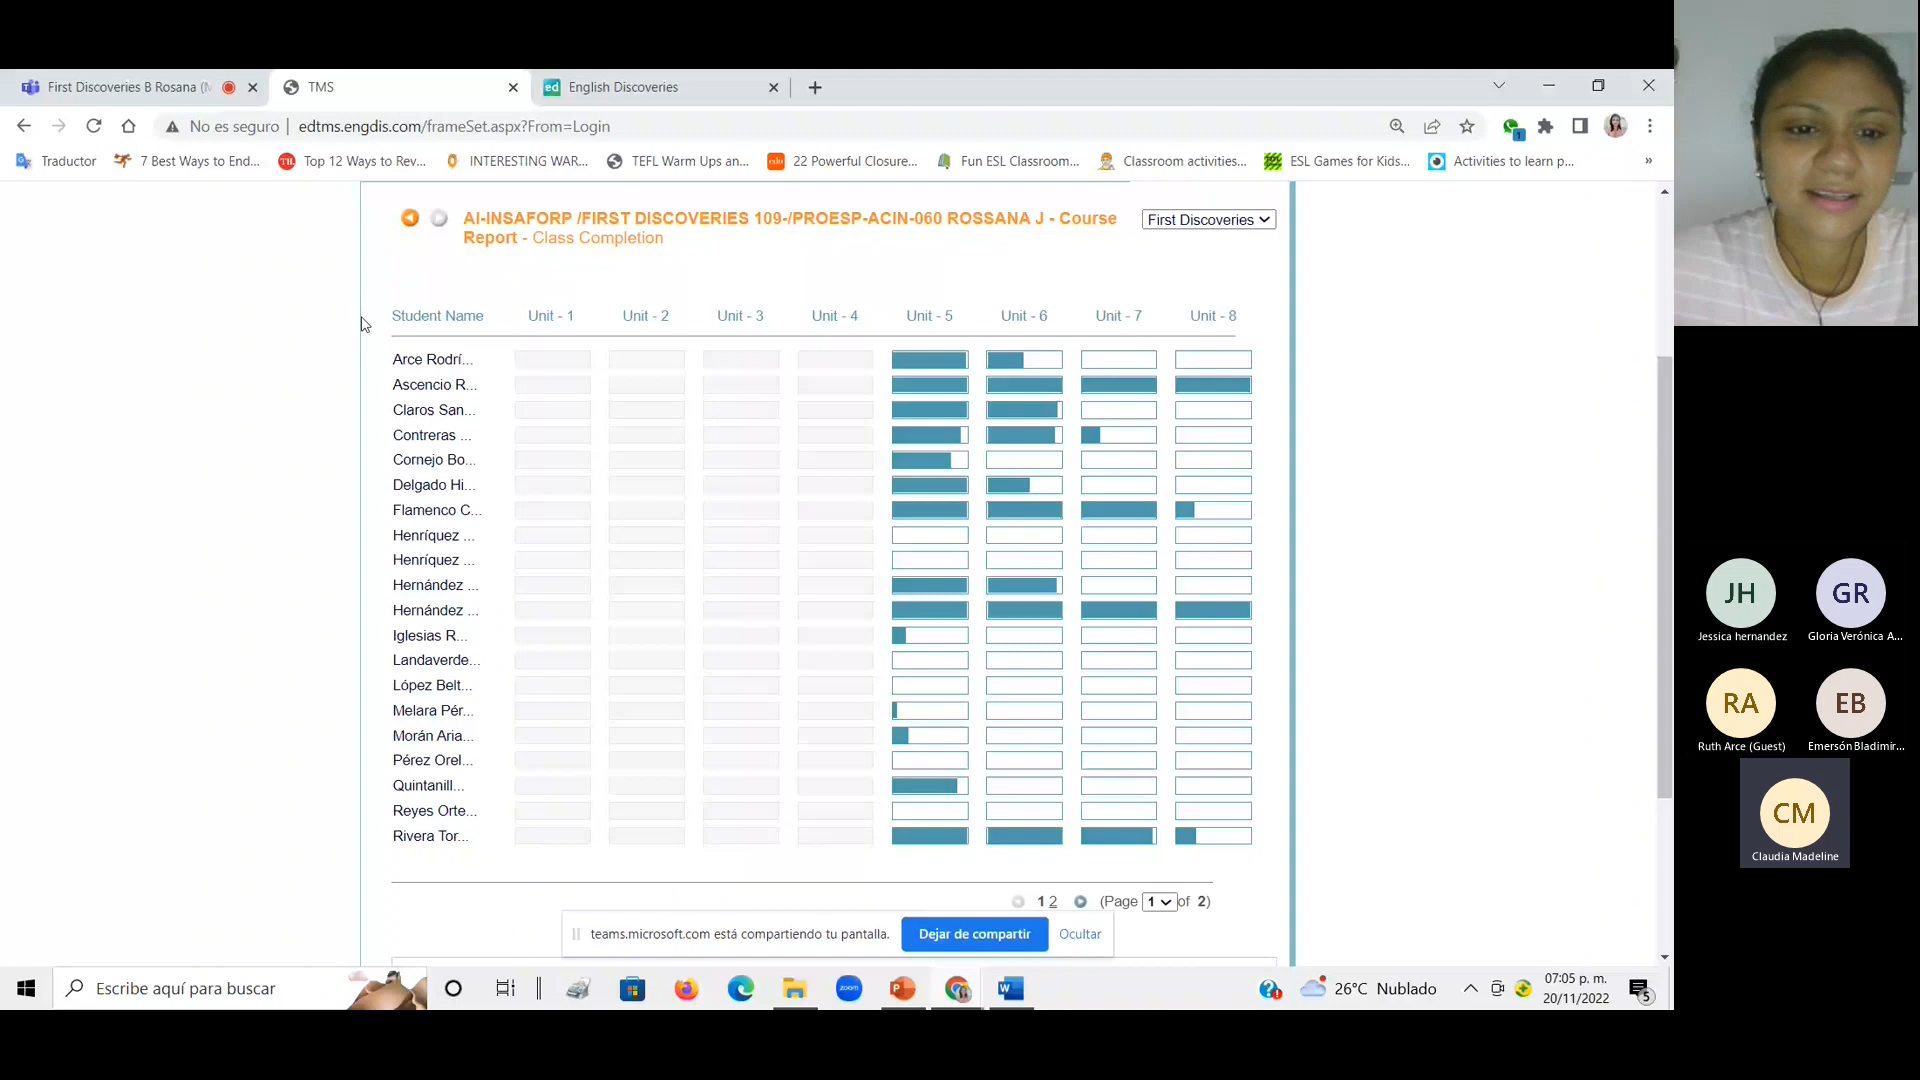 First Discoveries B Rosana (M
TMS
English Discoveries
No es seguro
edtms.engdis.com/frameSet.aspx?From=Login
1
Traductor
7 Best Ways to End...
Top 12 Ways to Rev...
INTERESTING WAR...
TEFL Warm Ups an...
22 Powerful Closure...
Fun ESL Classroom...
Classroom activities...
ESL Games for Kids...
Activities to learn p...
»
AI-INSAFORP /FIRST DISCOVERIES 109-/PROESP-ACIN-060 ROSSANA J - Course
Report - Class Completion
First Discoveries
Student Name Unit - 1 Unit - 2 Unit - 3 Unit - 4 Unit - 5 Unit - 6 Unit - 7 Unit - 8
Arce Rodrí...
Ascencio R...
Claros San...
Contreras ...
Cornejo Bo...
Delgado Hi...
Flamenco C...
Henríquez ...
Henríquez ...
Hernández ...
Hernández ...
Iglesias R...
Landaverde...
López Belt...
Melara Pér...
Morán Aria...
Pérez Orel...
Quintanill...
Reyes Orte...
Rivera Tor...
1 2 (Page 1 of 2)
teams.microsoft.com está compartiendo tu pantalla.
Dejar de compartir
Ocultar
Escribe aquí para buscar
zoom
26°C Nublado
07:05 p. m.
20/11/2022
5
JH
Jessica hernandez
GR
Gloria Verónica A...
RA
Ruth Arce (Guest)
EB
Emersón Bladimir...
CM
Claudia Madeline